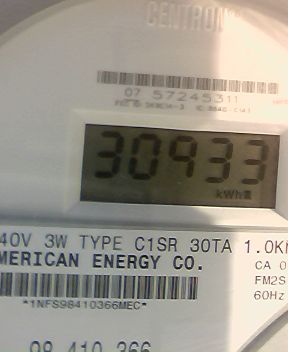 CENTRON
07 57245311
30933
kWh
40V 3W TYPE C1SR 30TA 1.0K
MERICAN ENERGY CO.
CA 0
FM2S
60Hz
*1NFS98410366MEC*
98 410 366